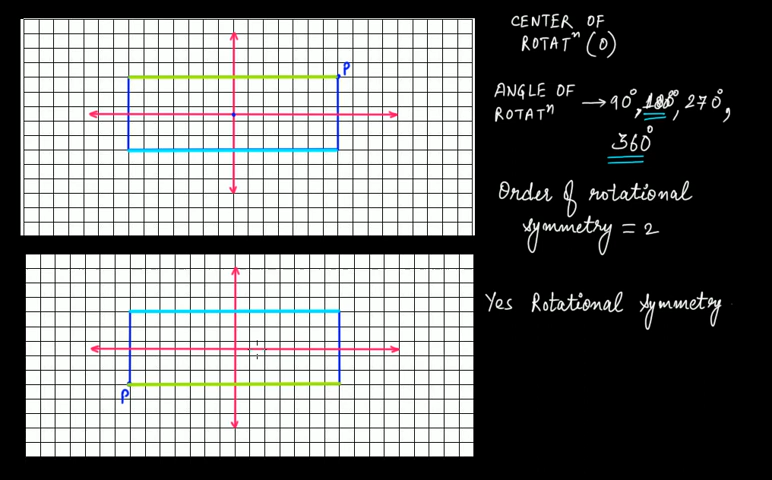 P
P
CENTER OF
ROTATⁿ (O)
ANGLE OF
ROTATⁿ → 90°, 180°, 270°,
360°
Order of rotational
symmetry = 2
Yes Rotational symmetry